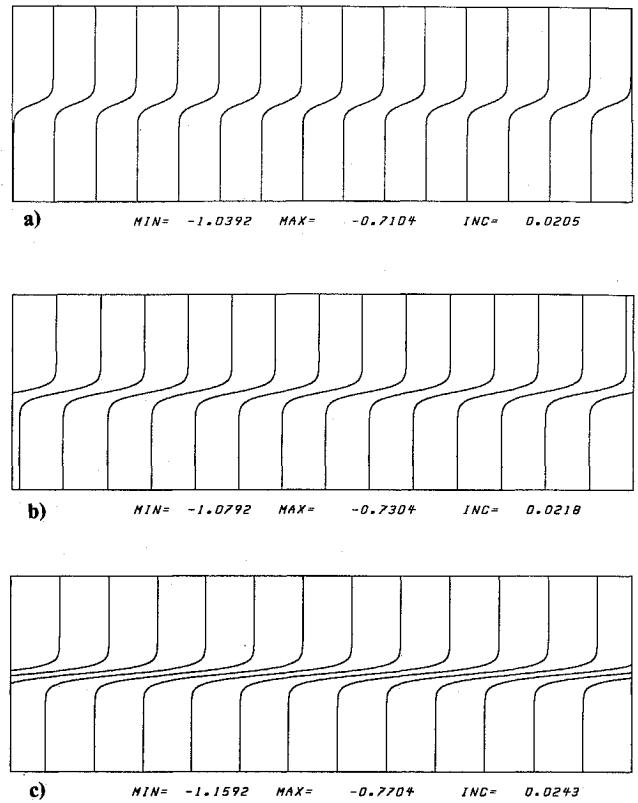 a) MIN= -1.0392 MAX= -0.7104 INC= 0.0205
b) MIN= -1.0792 MAX= -0.7304 INC= 0.0218
c) MIN= -1.1592 MAX= -0.7704 INC= 0.0243